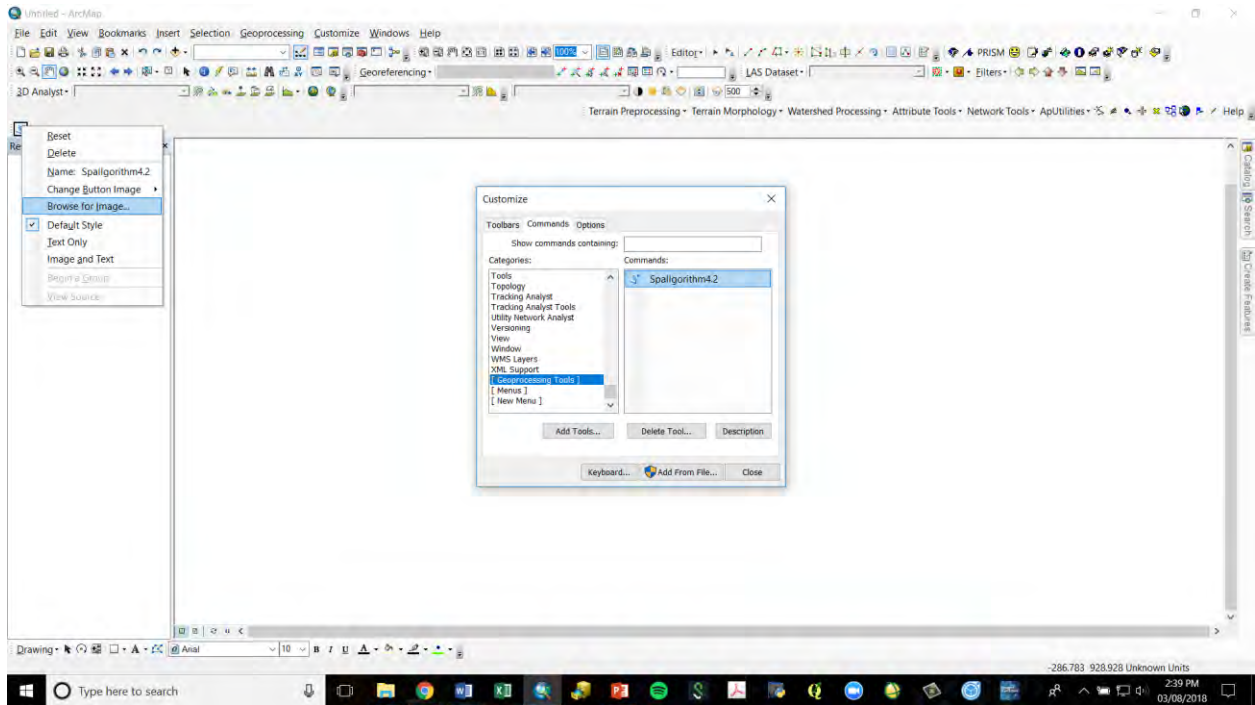 Untitled - ArcMap
File Edit View Bookmarks Insert Selection Geoprocessing Customize Windows Help
100% Editor PRISM
Georeferencing LAS Dataset Filters
3D Analyst 500
Terrain Preprocessing Terrain Morphology Watershed Processing Attribute Tools Network Tools ApUtilities Help
Re
Reset
Delete
Name: Spallgorithm4.2
Change Button Image
Browse for Image...
Default Style
Text Only
Image and Text
Begin a Group
View Source
Customize
Toolbars Commands Options
Show commands containing:
Categories:
Commands:
Tools
Topology
Tracking Analyst
Tracking Analyst Tools
Utility Network Analyst
Versioning
View
Window
WMS Layers
XML Support
[ Geoprocessing Tools ]
[ Menus ]
[ New Menu ]
Spallgorithm4.2
Add Tools... Delete Tool... Description
Keyboard... Add From File... Close
Catalog
Search
Create Features
Drawing A Arial 10 B I U A
-286.783 928.928 Unknown Units
Type here to search
2:39 PM
03/08/2018